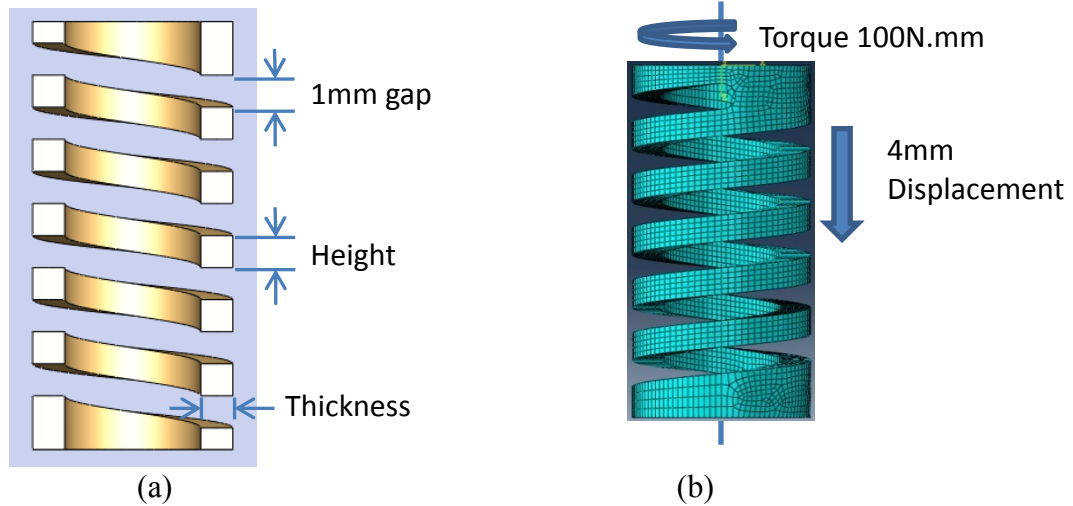 1mm gap
Height
Thickness
(a)
Torque 100N.mm
4mm
Displacement
(b)